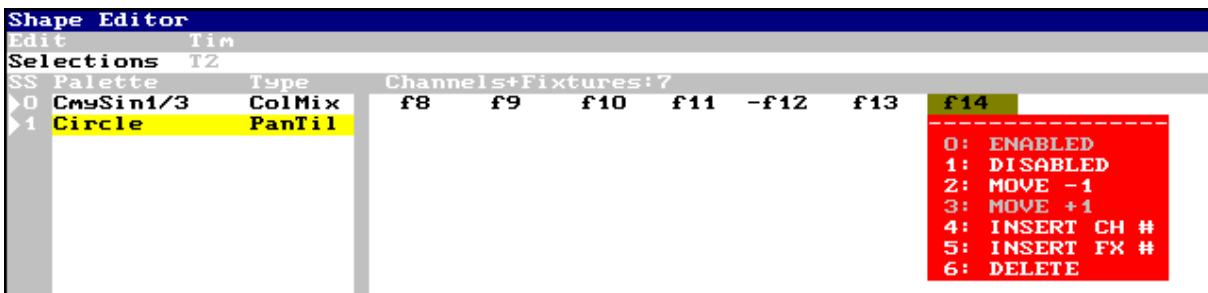 Shape Editor
Edit Tim
Selections T2
SS Palette Type Channels+Fixtures:7
0 CmySin1/3 ColMix f8 f9 f10 f11 -f12 f13 f14
1 Circle PanTil
0: ENABLED
1: DISABLED
2: MOVE -1
3: MOVE +1
4: INSERT CH #
5: INSERT FX #
6: DELETE